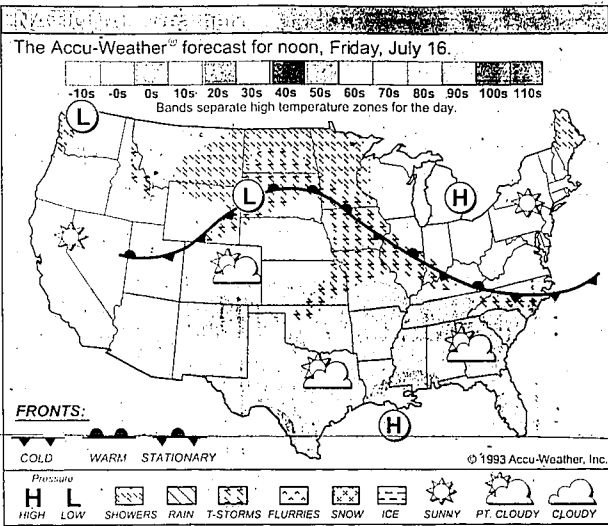 The Accu-Weather® forecast for noon, Friday, July 16.
-10s -0s 0s 10s 20s 30s 40s 50s 60s 70s 80s 90s 100s 110s
Bands separate high temperature zones for the day.
L
L
H
H
FRONTS:
COLD WARM STATIONARY
© 1993 Accu-Weather, Inc.
Pressure
H L
HIGH LOW SHOWERS RAIN T-STORMS FLURRIES SNOW ICE SUNNY PT. CLOUDY CLOUDY